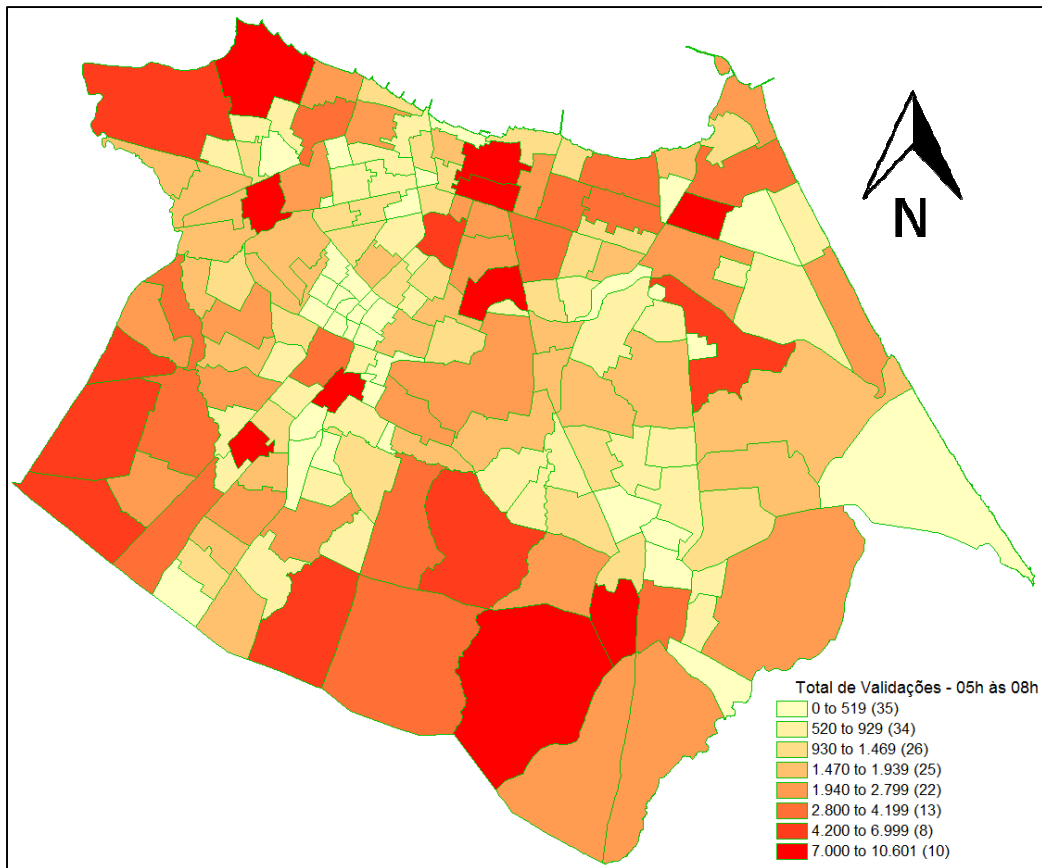 N
Total de Validações - 05h às 08h
0 to 519 (35)
520 to 929 (34)
930 to 1.469 (26)
1.470 to 1.939 (25)
1.940 to 2.799 (22)
2.800 to 4.199 (13)
4.200 to 6.999 (8)
7.000 to 10.601 (10)